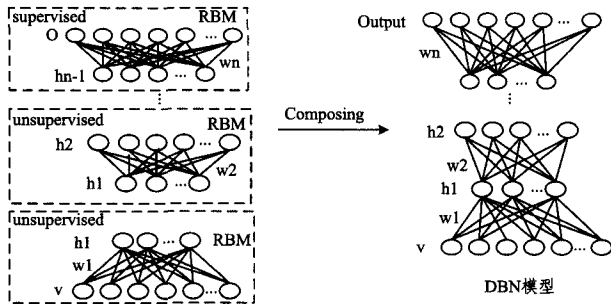 supervised
RBM
O
wn
hn-1
unsupervised
RBM
h2
w2
h1
unsupervised
h1
RBM
w1
v
Composing
Output
wn
h2
w2
h1
w1
v
DBN模型